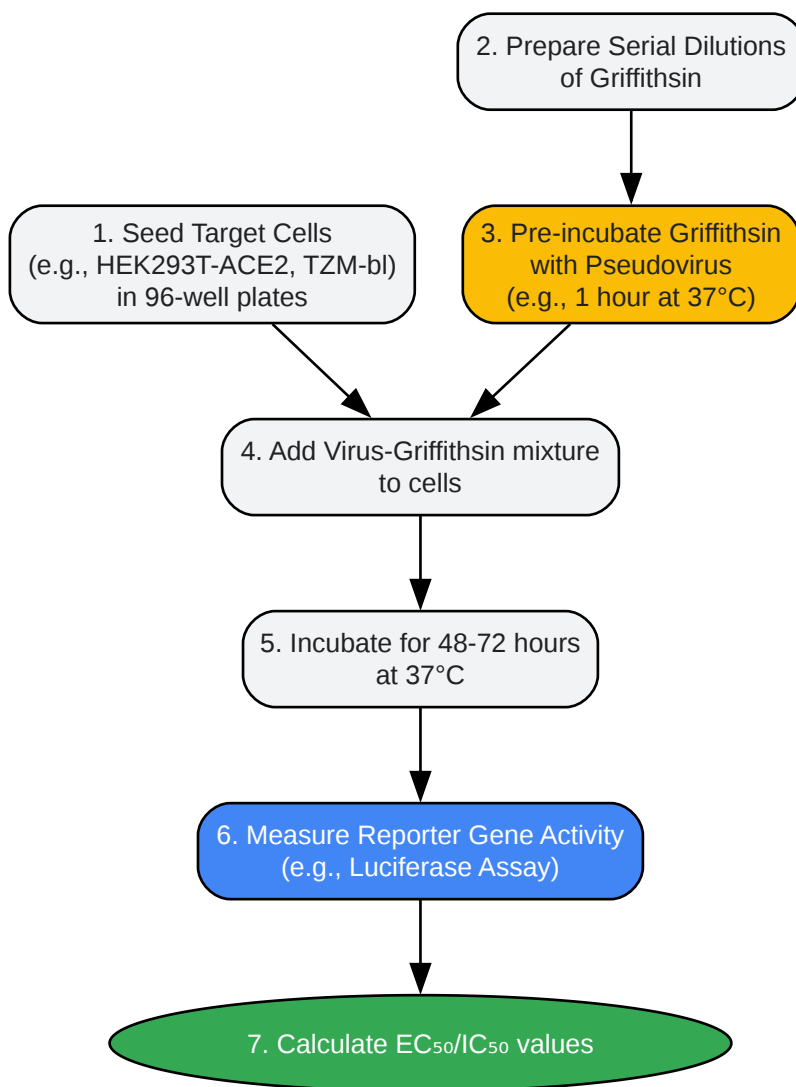 2. Prepare Serial Dilutions
of Griffithsin
1. Seed Target Cells
(e.g., HEK293T-ACE2, TZM-bl)
in 96-well plates
3. Pre-incubate Griffithsin
with Pseudovirus
(e.g., 1 hour at 37°C)
4. Add Virus-Griffithsin mixture
to cells
5. Incubate for 48-72 hours
at 37°C
6. Measure Reporter Gene Activity
(e.g., Luciferase Assay)
7. Calculate EC₅₀/IC₅₀ values